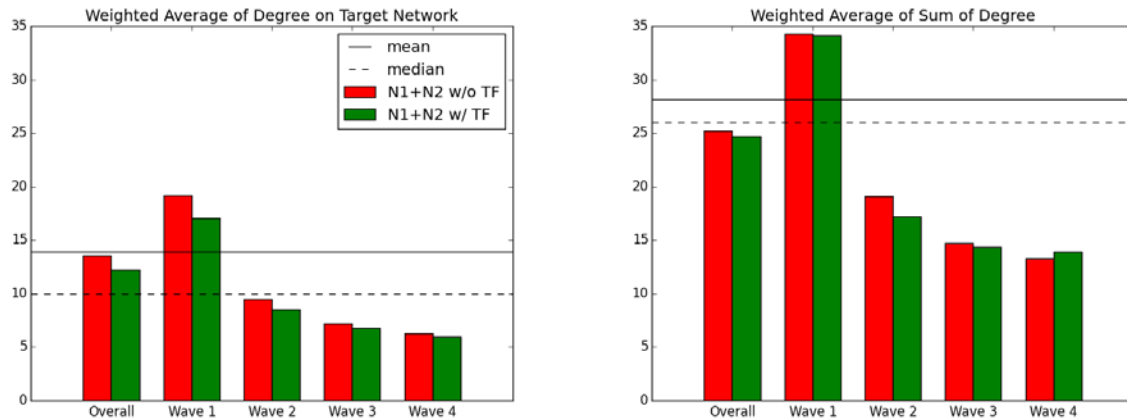 Weighted Average of Degree on Target Network
35
30
25
20
15
10
5
0
mean
median
N1+N2 w/o TF
N1+N2 w/ TF
Overall Wave 1 Wave 2 Wave 3 Wave 4
Weighted Average of Sum of Degree
35
30
25
20
15
10
5
0
Overall Wave 1 Wave 2 Wave 3 Wave 4